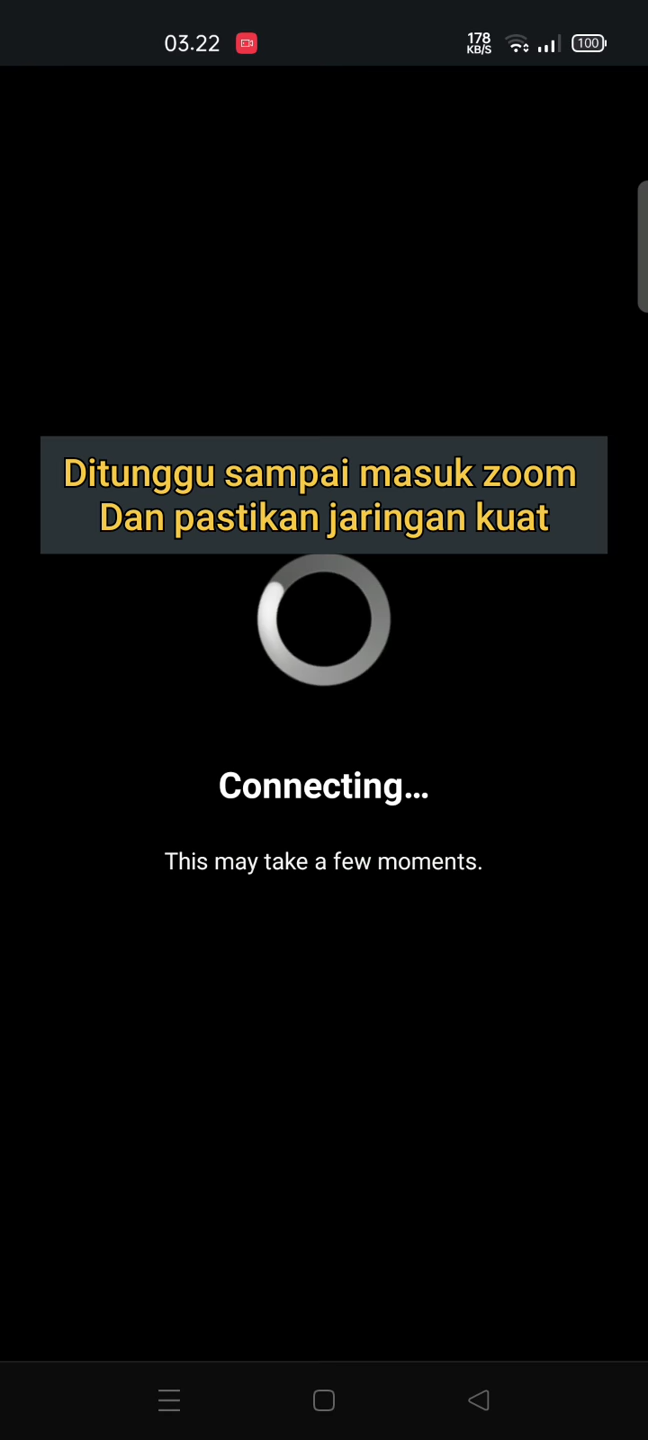 03.22
178
KB/S
100
Ditunggu sampai masuk zoom
Dan pastikan jaringan kuat
Connecting...
This may take a few moments.